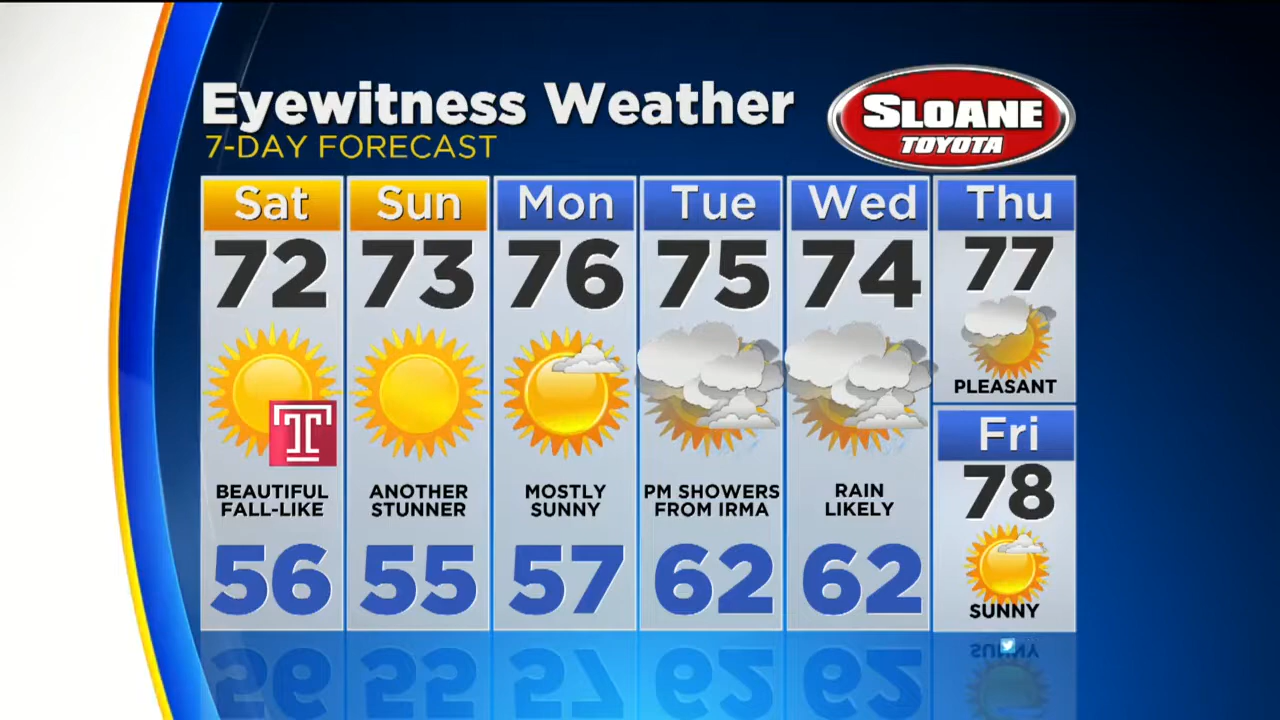 Eyewitness Weather
7-DAY FORECAST
SLOANE
TOYOTA
Sat
72
T
BEAUTIFUL
FALL-LIKE
56
Sun
73
ANOTHER
STUNNER
55
Mon
76
MOSTLY
SUNNY
57
Tue
75
PM SHOWERS
FROM IRMA
62
Wed
74
RAIN
LIKELY
62
Thu
77
PLEASANT
Fri
78
SUNNY